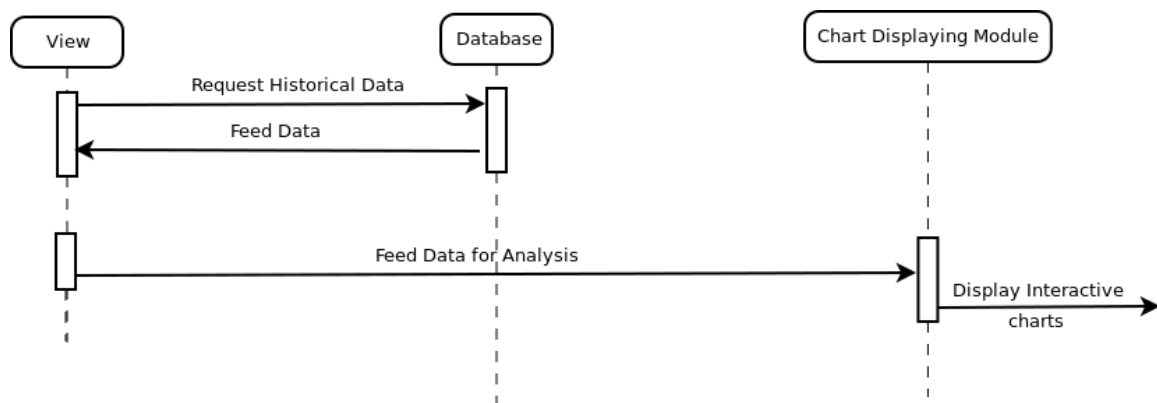 View
Database
Chart Displaying Module
Request Historical Data
Feed Data
Feed Data for Analysis
Display Interactive
charts